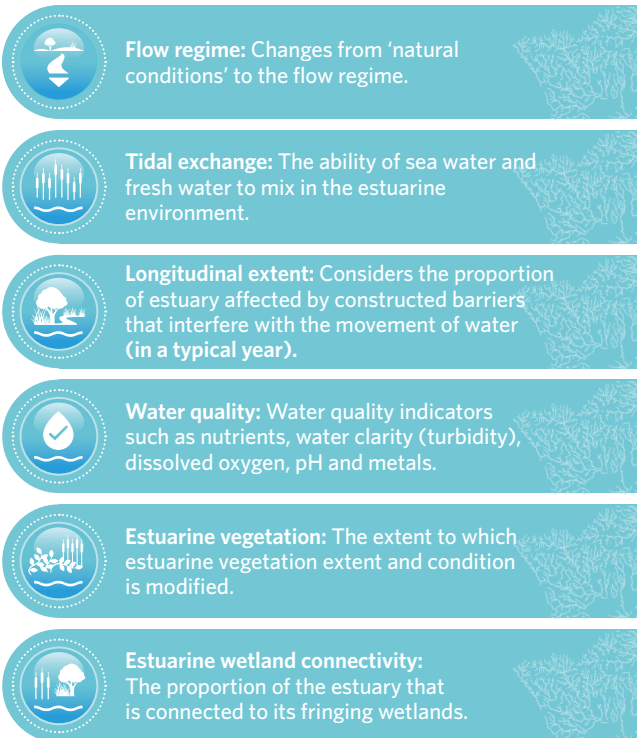 Flow regime: Changes from ‘natural
conditions’ to the flow regime.
Tidal exchange: The ability of sea water and
fresh water to mix in the estuarine
environment.
Longitudinal extent: Considers the proportion
of estuary affected by constructed barriers
that interfere with the movement of water
(in a typical year).
Water quality: Water quality indicators
such as nutrients, water clarity (turbidity),
dissolved oxygen, pH and metals.
Estuarine vegetation: The extent to which
estuarine vegetation extent and condition
is modified.
Estuarine wetland connectivity:
The proportion of the estuary that
is connected to its fringing wetlands.